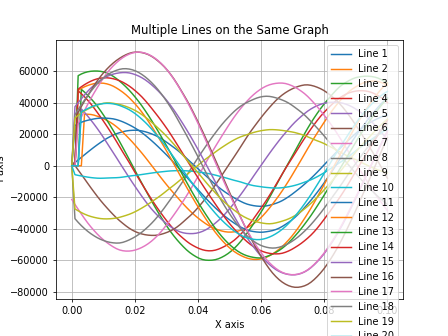 Multiple Lines on the Same Graph
Line 1
Line 2
Line 3
Line 4
Line 5
Line 6
Line 7
Line 8
Line 9
Line 10
Line 11
Line 12
Line 13
Line 14
Line 15
Line 16
Line 17
Line 18
Line 19
Line 20
60000
40000
20000
0
−20000
−40000
−60000
−80000
0.00
0.02
0.04
0.06
0.08
X axis